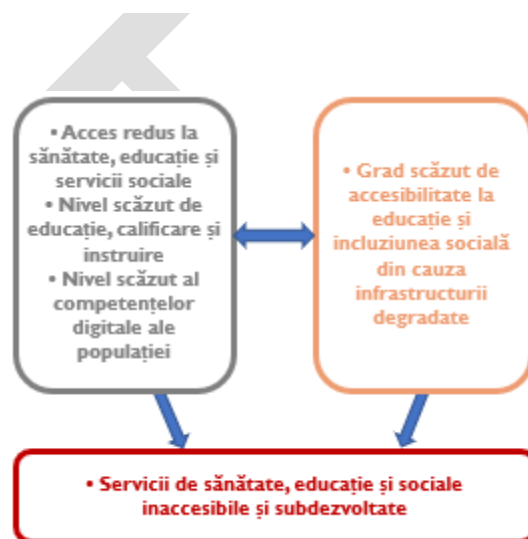 • Acces redus la
sănătate, educație și
servicii sociale
• Nivel scăzut de
educație, calificare și
instruire
• Nivel scăzut al
competențelor
digitale ale
populației
• Grad scăzut de
accesibilitate la
educație și
incluziunea socială
din cauza
infrastructurii
degradate
• Servicii de sănătate, educație și sociale
inaccesibile și subdezvoltate